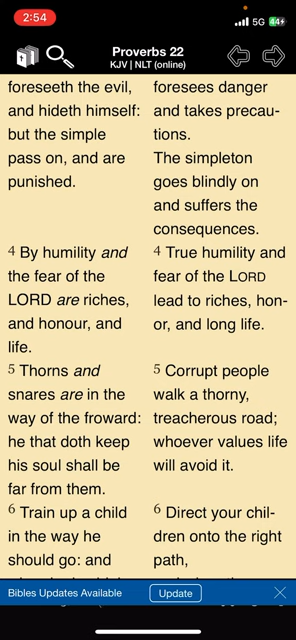 2:54
5G 44
Proverbs 22
KJV | NLT (online)
foreseeth the evil,
and hideth himself:
but the simple
pass on, and are
punished.
4 By humility and
the fear of the
LORD are riches,
and honour, and
life.
5 Thorns and
snares are in the
way of the froward:
he that doth keep
his soul shall be
far from them.
6 Train up a child
in the way he
should go: and
foresees danger
and takes precau-
tions.
The simpleton
goes blindly on
and suffers the
consequences.
4 True humility and
fear of the LORD
lead to riches, hon-
or, and long life.
5 Corrupt people
walk a thorny,
treacherous road;
whoever values life
will avoid it.
6 Direct your chil-
dren onto the right
path,
Bibles Updates Available
Update